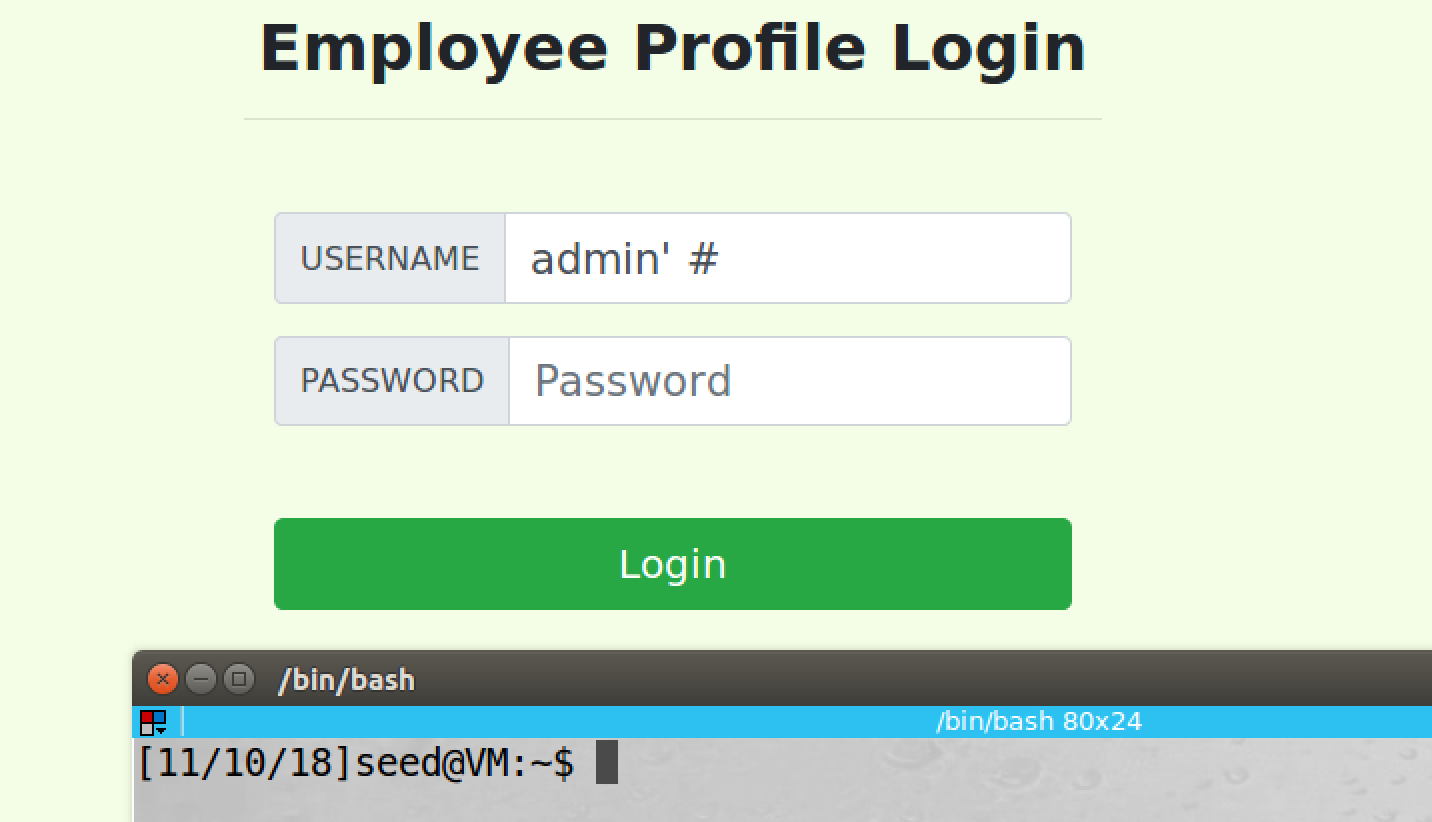 Employee Profile Login
USERNAME admin' #
PASSWORD Password
Login
/bin/bash
/bin/bash 80x24
[11/10/18]seed@VM:~$